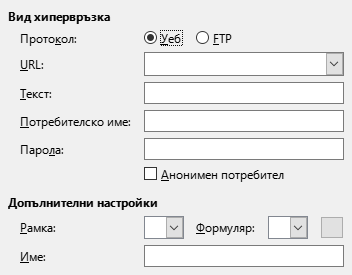 Вид хипервръзка
Протокол: Уеб FTP
URL:
Текст:
Потребителско име:
Парола:
Анонимен потребител
Допълнителни настройки
Рамка: Формуляр:
Име: